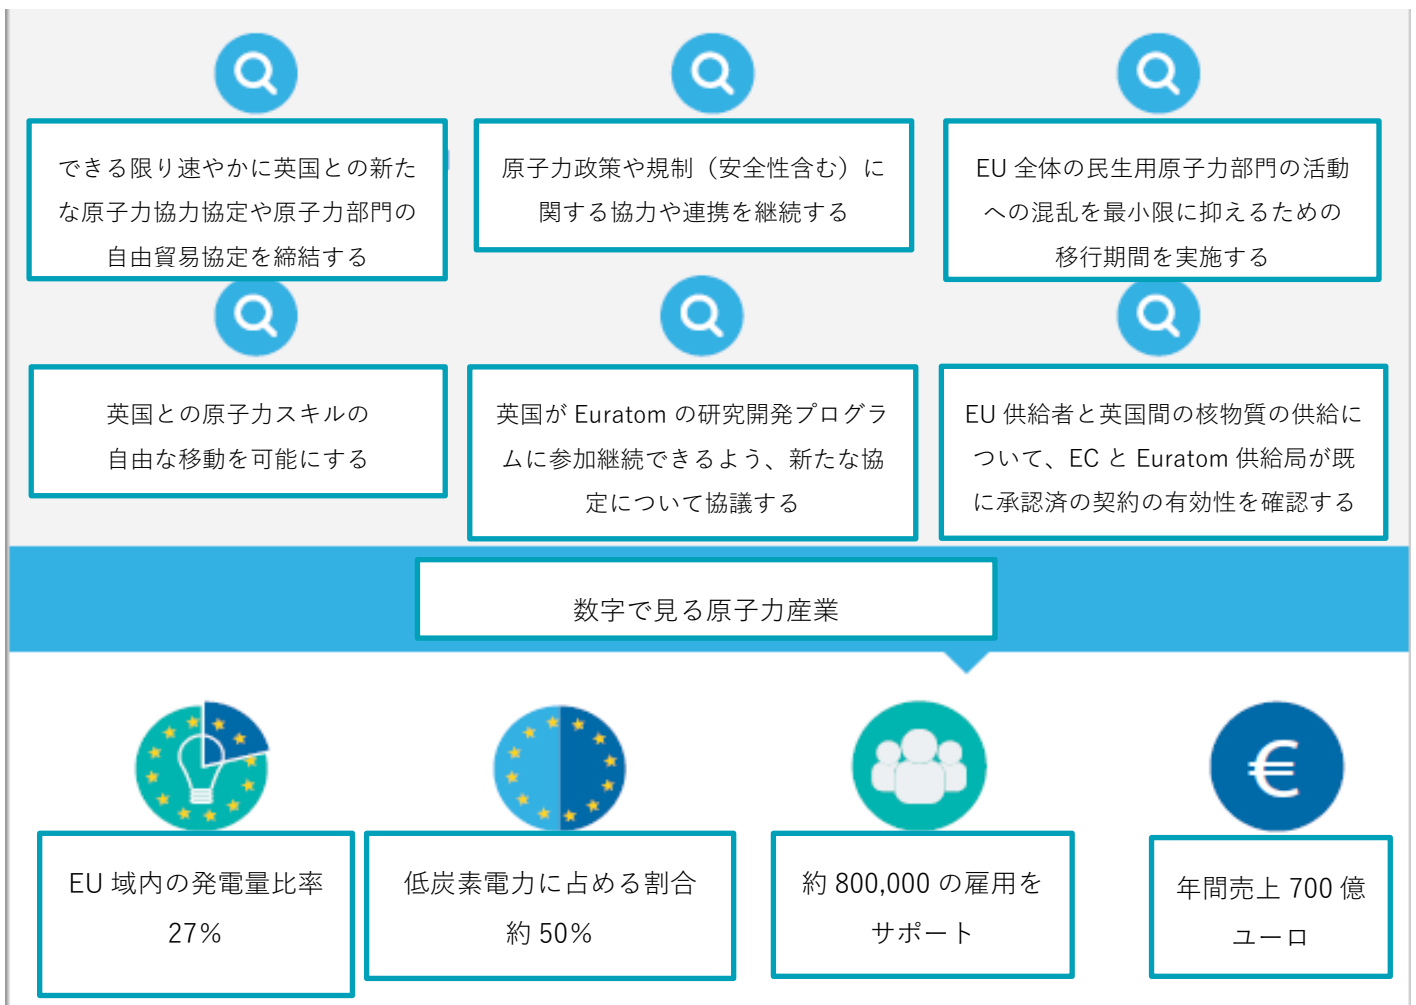 できる限り速やかに英国との新た
な原子力協力協定や原子力部門の
自由貿易協定を締結する
原子力政策や規制（安全性含む）に
関する協力や連携を継続する
EU 全体の民生用原子力部門の活動
への混乱を最小限に抑えるための
移行期間を実施する
英国との原子力スキルの
自由な移動を可能にする
英国が Euratom の研究開発プログラ
ムに参加継続できるよう、新たな協
定について協議する
EU 供給者と英国間の核物質の供給に
ついて、EC と Euratom 供給局が既
に承認済の契約の有効性を確認する
数字で見る原子力産業
EU 域内の発電量比率
27％
低炭素電力に占める割合
約 50％
約 800,000 の雇用を
サポート
€
年間売上 700 億
ユーロ